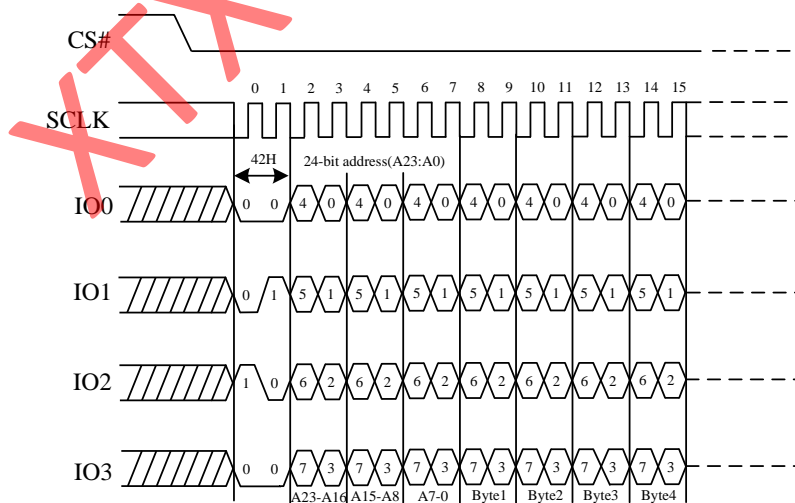 XTX
CS#
0 1 2 3 4 5 6 7 8 9 10 11 12 13 14 15
SCLK
42H 24-bit address(A23:A0)
IO0 0 0 4 0 4 0 4 0 4 0 4 0 4 0 4 0
IO1 0 1 5 1 5 1 5 1 5 1 5 1 5 1 5 1
IO2 1 0 6 2 6 2 6 2 6 2 6 2 6 2 6 2
IO3 0 0 7 3 7 3 7 3 7 3 7 3 7 3 7 3
A23-A16 A15-A8 A7-0 Byte1 Byte2 Byte3 Byte4